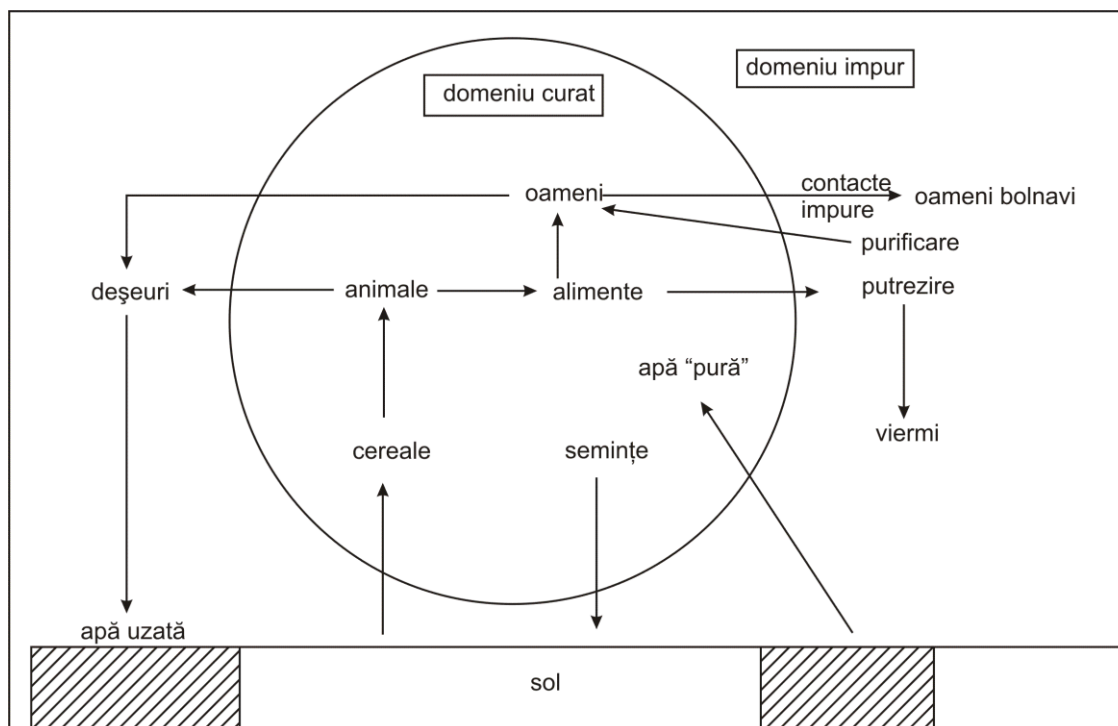 domeniu impur
domeniu curat
contacte
impure
oameni
oameni bolnavi
purificare
deşeuri
animale
alimente
putrezire
apă “pură”
viermi
cereale
semințe
apă uzată
sol